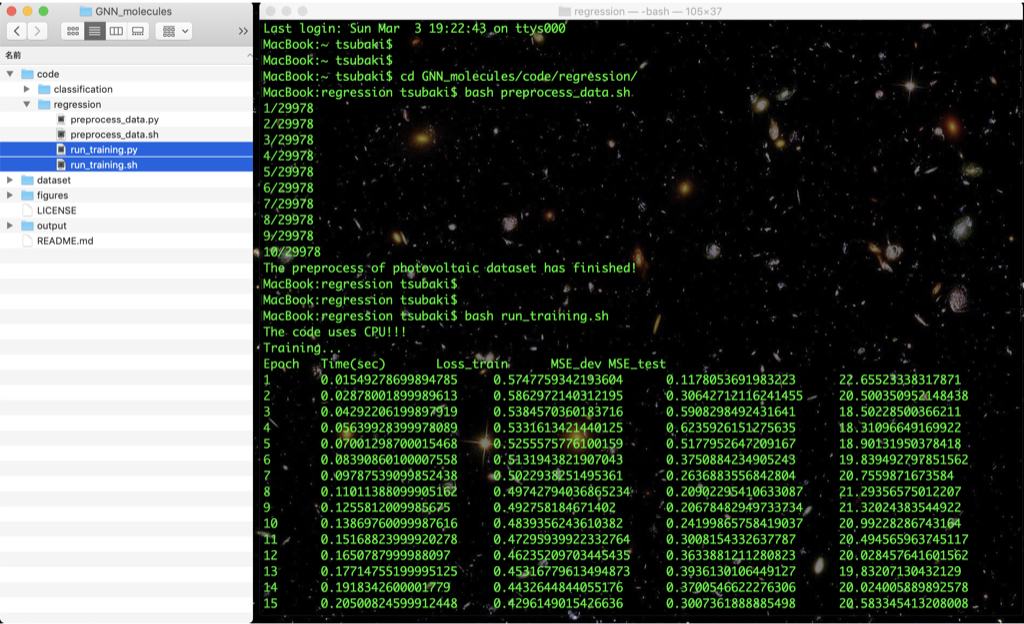 GNN_molecules
名前
code
classification
regression
preprocess_data.py
preprocess_data.sh
run_training.py
run_training.sh
dataset
figures
LICENSE
output
README.md
regression — -bash — 105×37
Last login: Sun Mar  3 19:22:43 on ttys000
MacBook:~ tsubaki$
MacBook:~ tsubaki$
MacBook:~ tsubaki$ cd GNN_molecules/code/regression/
MacBook:regression tsubaki$ bash preprocess_data.sh
1/29978
2/29978
3/29978
4/29978
5/29978
6/29978
7/29978
8/29978
9/29978
10/29978
The preprocess of photovoltaic dataset has finished!
MacBook:regression tsubaki$
MacBook:regression tsubaki$
MacBook:regression tsubaki$ bash run_training.sh
The code uses CPU!!!
Training...
Epoch Time(sec) Loss_train MSE_dev MSE_test
1 0.01549278699894785 0.5747759342193604 0.1178053691983223 22.65523338317871
2 0.02878001899989613 0.5862972140312195 0.30642712116241455 20.500350952148438
3 0.04292206199897919 0.538457060360183716 0.5908298492431641 18.50228500366211
4 0.05639928399978089 0.5331613421440125 0.6235926151275635 18.31096649169922
5 0.07001298700015468 0.5255575776100159 0.5177952647209167 18.90131950378418
6 0.08390860100007558 0.5131943821907043 0.3750884234905243 19.839492797851562
7 0.09787539099852438 0.5022938251495361 0.2636883556842804 20.7559871673584
8 0.11011388099905162 0.49742794036865234 0.20902295410633087 21.29356575012207
9 0.1255812009985675 0.492758184671402 0.20678482949733734 21.32024383544922
10 0.13869760099987616 0.4839356243610382 0.24199865758419037 20.99228286743164
11 0.15168823999920278 0.47295939922332764 0.3008154332637787 20.494565963745117
12 0.1650787999988097 0.46235209703445435 0.3633881211280823 20.028457641601562
13 0.17714755199995125 0.45316779613494873 0.3936130106449127 19.83207130432129
14 0.1918342600001779 0.4432644844055176 0.3700546622276306 20.024005889892578
15 0.20500824599912448 0.4296149015426636 0.3007361888885498 20.583345413208008